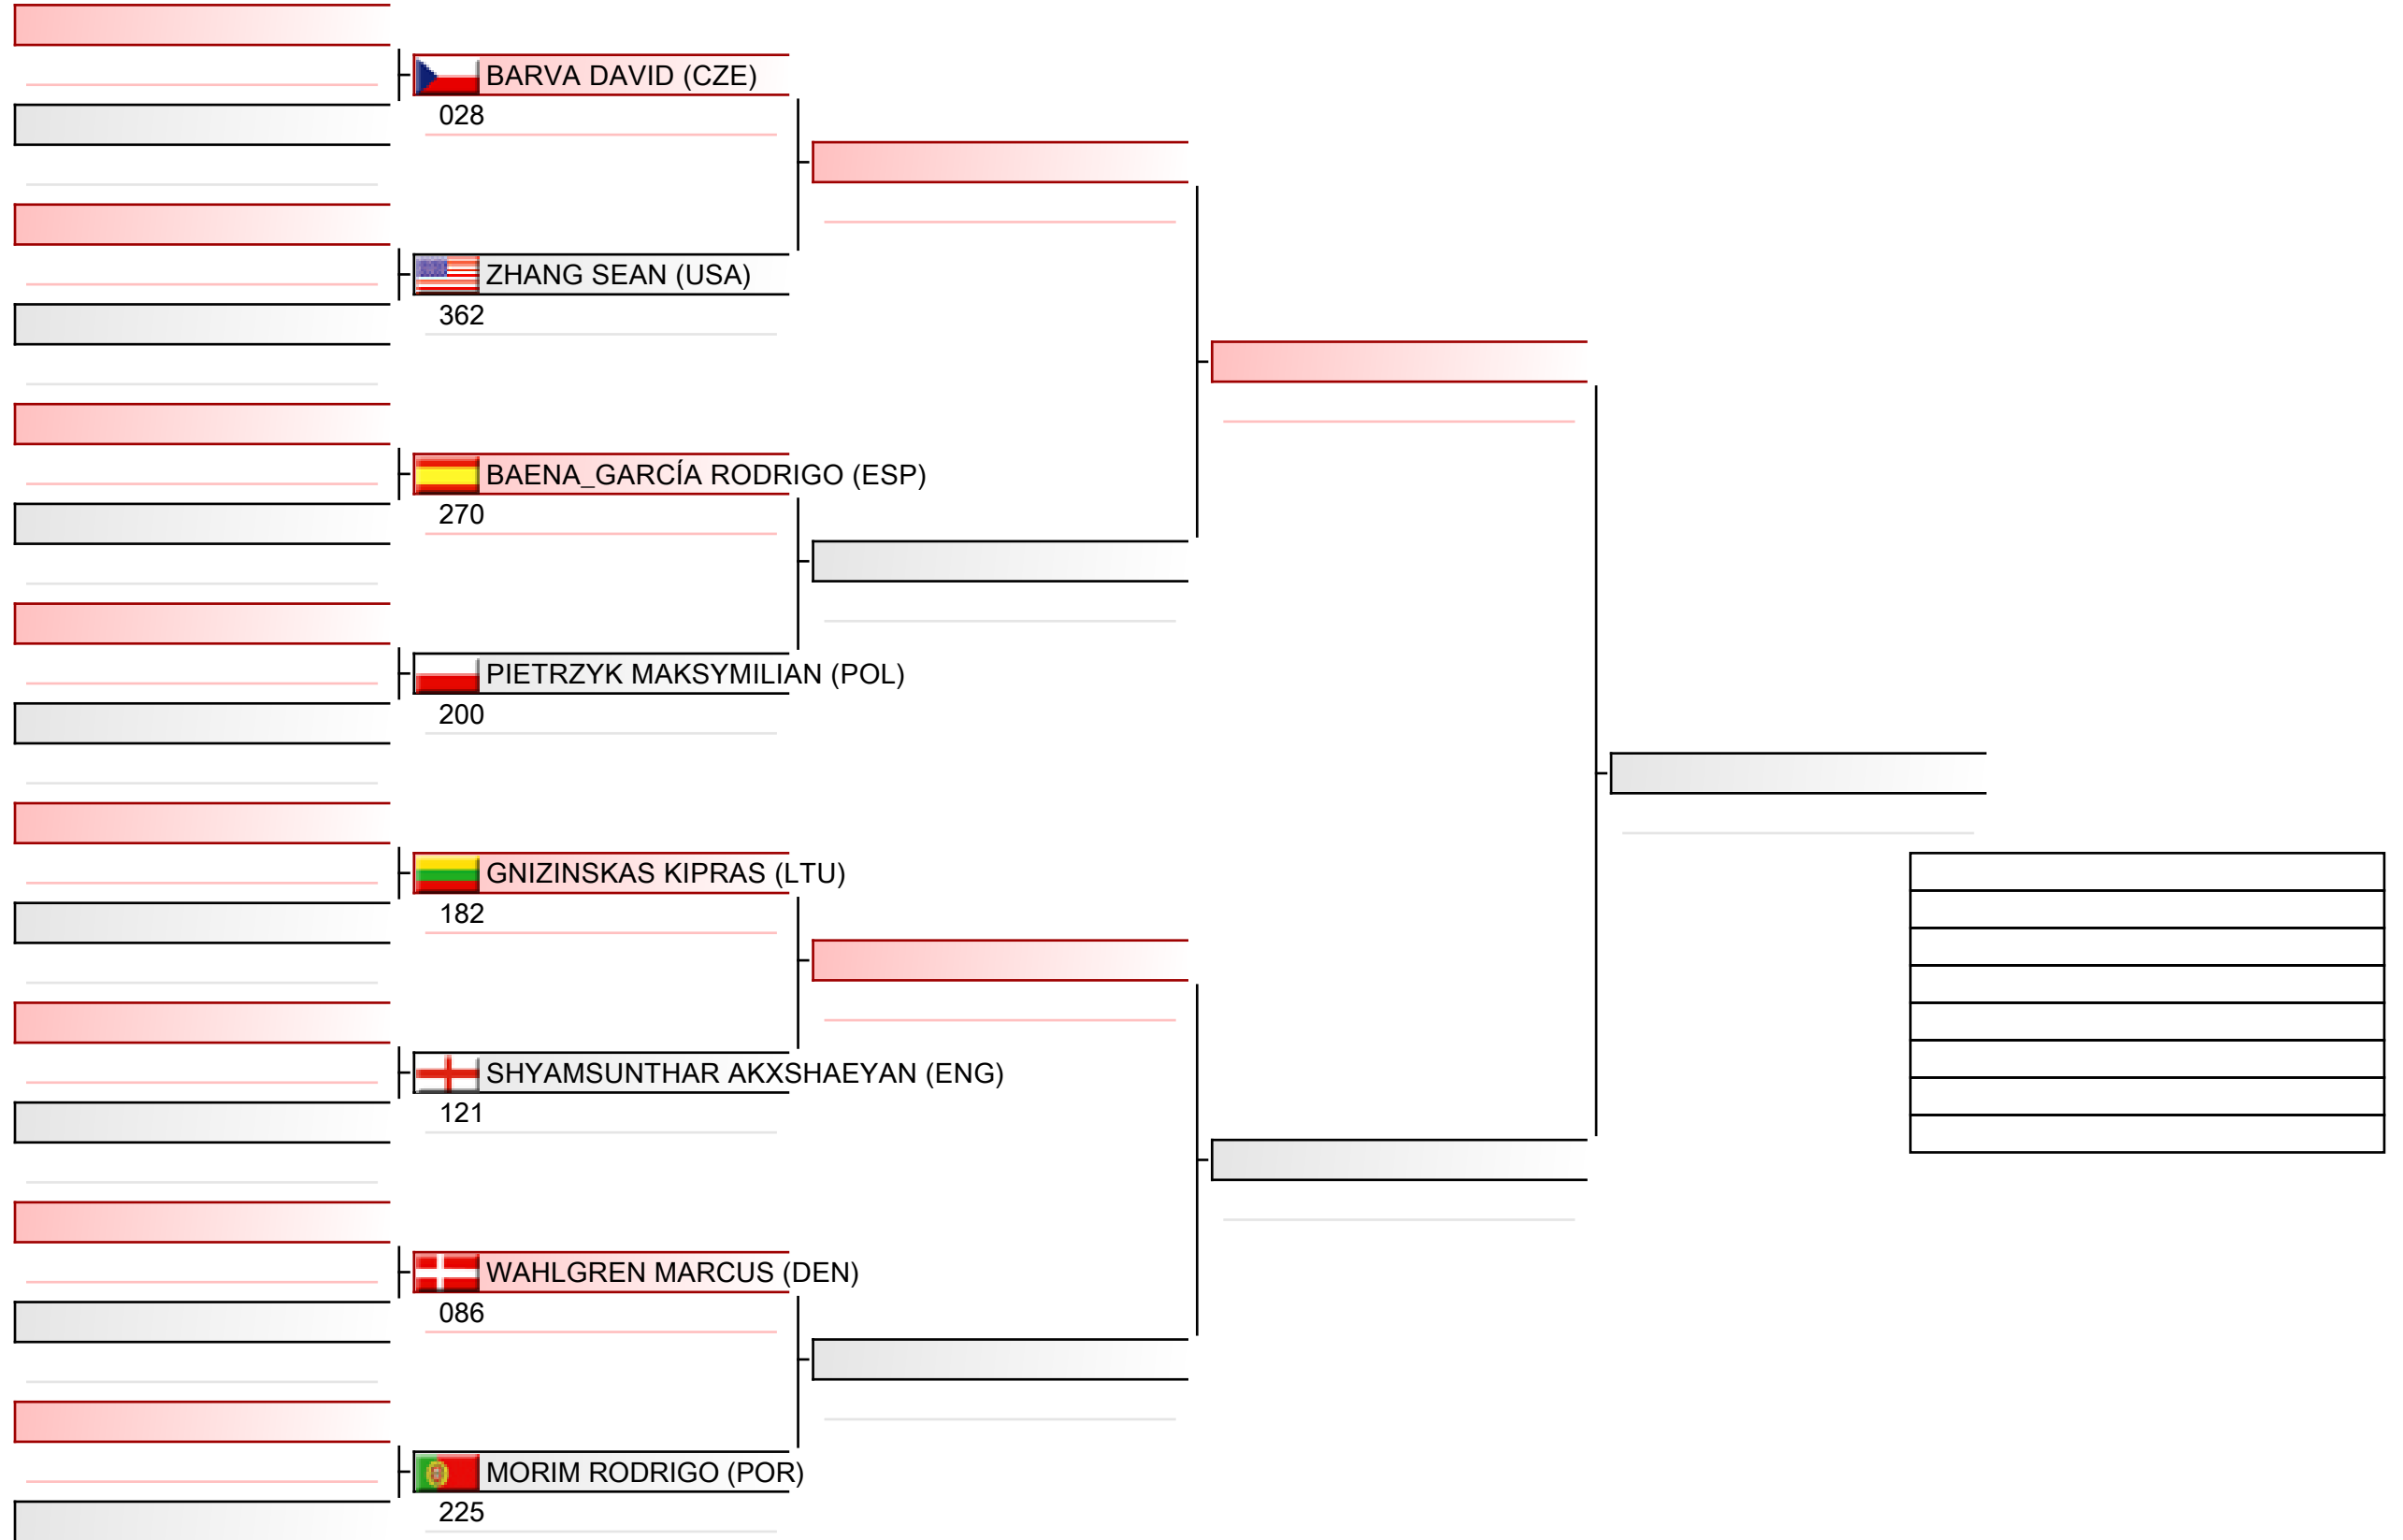 BARVA DAVID (CZE)
028
ZHANG SEAN (USA)
362
BAENA_GARCÍA RODRIGO (ESP)
270
PIETRZYK MAKSYMILIAN (POL)
200
GNIZINSKAS KIPRAS (LTU)
182
SHYAMSUNTHAR AKXSHAEYAN (ENG)
121
WAHLGREN MARCUS (DEN)
086
MORIM RODRIGO (POR)
225